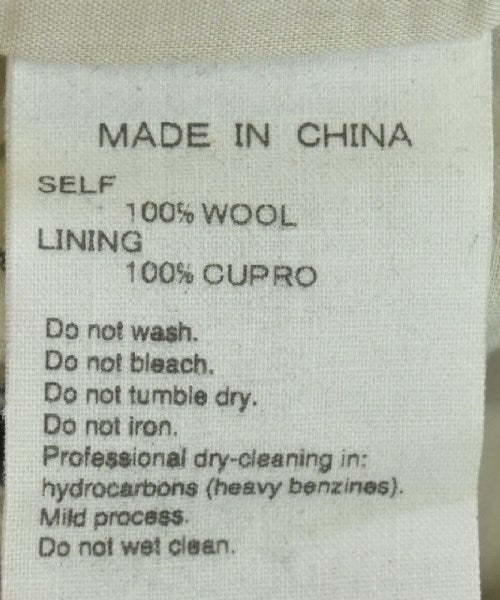 MADE IN CHINA
SELF
100% WOOL
LINING
100% CUPRO
Do not wash.
Do not bleach.
Do not tumble dry.
Do not iron.
Professional dry-cleaning in:
hydrocarbons (heavy benzines).
Mild process.
Do not wet clean.